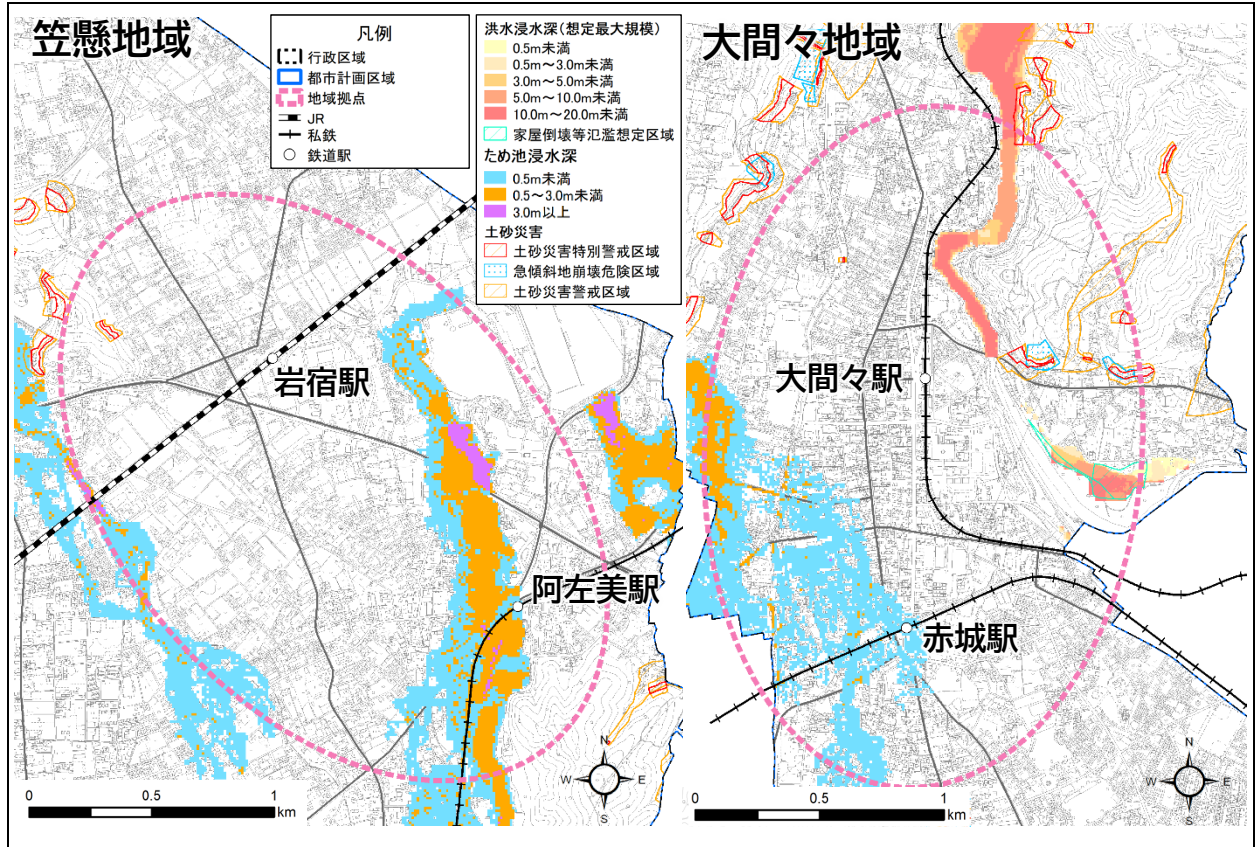 笠懸地域
凡例
行政区域
都市計画区域
地域拠点
JR
私鉄
鉄道駅
洪水浸水深(想定最大規模)
0.5m未満
0.5m～3.0m未満
3.0m～5.0m未満
5.0m～10.0m未満
10.0m～20.0m未満
家屋倒壊等氾濫想定区域
ため池浸水深
0.5m未満
0.5～3.0m未満
3.0m以上
土砂災害
土砂災害特別警戒区域
急傾斜地崩壊危険区域
土砂災害警戒区域
岩宿駅
阿左美駅
N
W E
S
0 0.5 1
km
大間々地域
大間々駅
赤城駅
N
W E
S
0 0.5 1
km